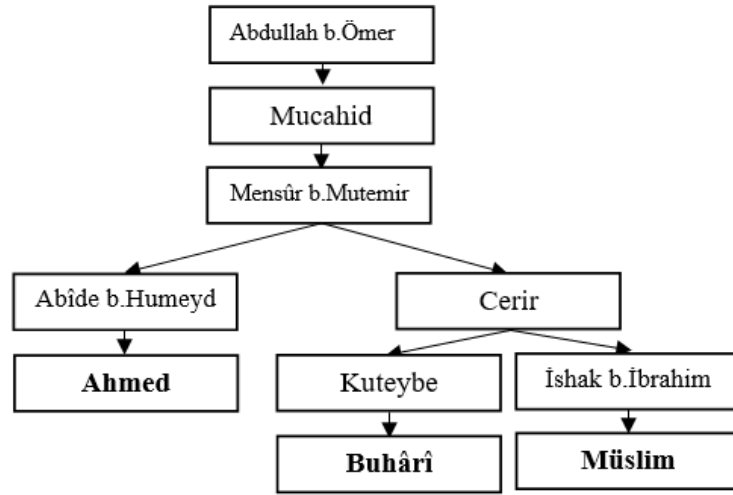 Abdullah b.Ömer
Mucahid
Mensûr b.Mutemir
Abîde b.Humeyd
Cerir
Ahmed
Kuteybe
İshak b.İbrahim
Buhârî
Müslim